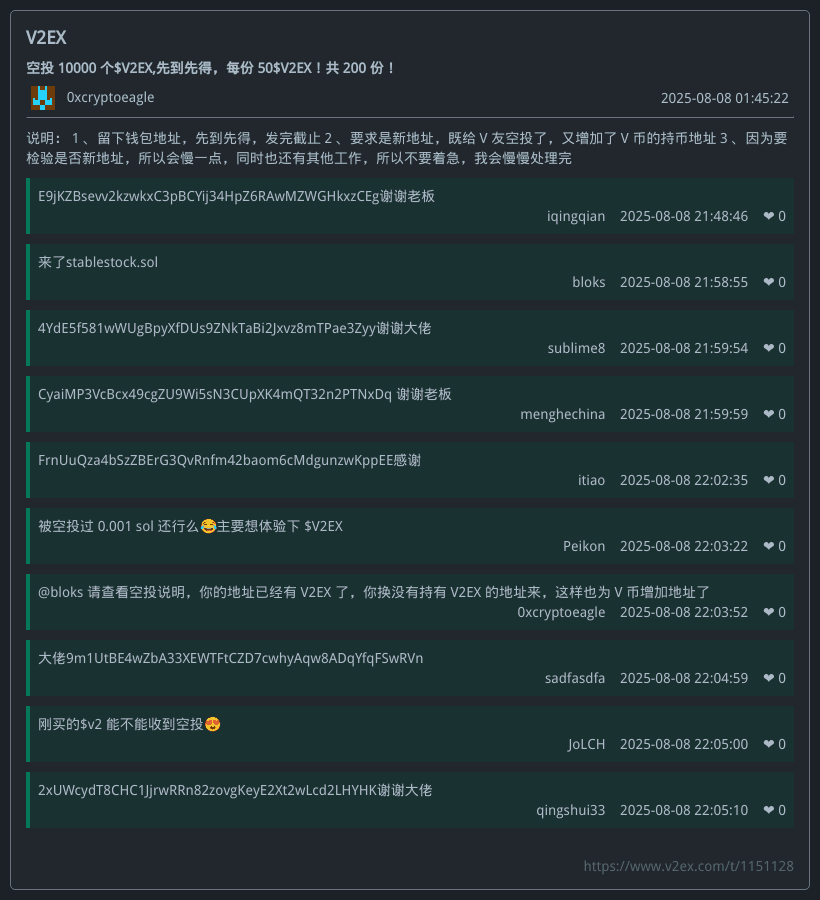 V2EX
空投 10000 个$V2EX,先到先得，每份 50$V2EX！共 200 份！
0xcryptoeagle 2025-08-08 01:45:22
说明： 1 、留下钱包地址，先到先得，发完截止 2 、要求是新地址，既给 V 友空投了，又增加了 V 币的持币地址 3 、因为要
检验是否新地址，所以会慢一点，同时也还有其他工作，所以不要着急，我会慢慢处理完
E9jKZBsevv2kzwkxC3pBCYij34HpZ6RAwMZWGHkxzCEg谢谢老板
iqingqian 2025-08-08 21:48:46 ❤ 0
来了stablestock.sol
bloks 2025-08-08 21:58:55 ❤ 0
4YdE5f581wWUgBpyXfDUs9ZNkTaBi2Jxvz8mTPae3Zyy谢谢大佬
sublime8 2025-08-08 21:59:54 ❤ 0
CyaiMP3VcBcx49cgZU9Wi5sN3CUpXK4mQT32n2PTNxDq 谢谢老板
menghechina 2025-08-08 21:59:59 ❤ 0
FrnUuQza4bSzZBErG3QvRnfm42baom6cMdgunzwKppEE感谢
itiao 2025-08-08 22:02:35 ❤ 0
被空投过 0.001 sol 还行么😂主要想体验下 $V2EX
Peikon 2025-08-08 22:03:22 ❤ 0
@bloks 请查看空投说明，你的地址已经有 V2EX 了，你换没有持有 V2EX 的地址来，这样也为 V 币增加地址了
0xcryptoeagle 2025-08-08 22:03:52 ❤ 0
大佬9m1UtBE4wZbA33XEWTFtCZD7cwhyAqw8ADqYfqFSwRVn
sadfasdfa 2025-08-08 22:04:59 ❤ 0
刚买的$v2 能不能收到空投😍
JoLCH 2025-08-08 22:05:00 ❤ 0
2xUWcydT8CHC1JjrwRRn82zovgKeyE2Xt2wLcd2LHYHK谢谢大佬
qingshui33 2025-08-08 22:05:10 ❤ 0
https://www.v2ex.com/t/1151128